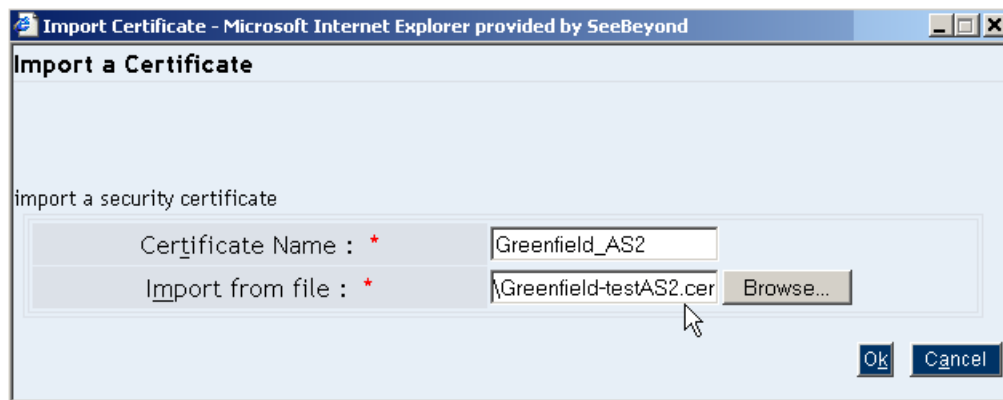 Import Certificate - Microsoft Internet Explorer provided by SeeBeyond
Import a Certificate
import a security certificate
Certificate Name : * Greenfield_AS2
Import from file : * \Greenfield-testAS2.cer Browse...
Ok Cancel